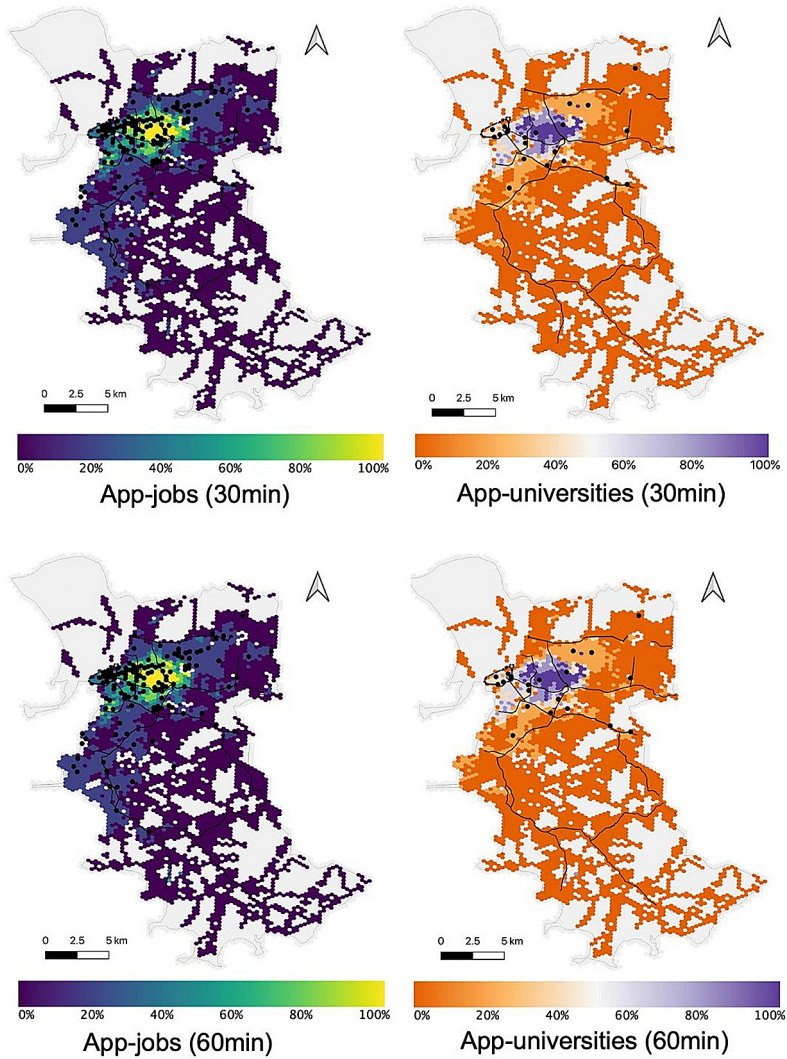 0 2.5 5 km
0 2.5 5 km
0% 20% 40% 60% 80% 100%
0% 20% 40% 60% 80% 100%
App-jobs (30min)
App-universities (30min)
0 2.5 5 km
0 2.5 5 km
0% 20% 40% 60% 80% 100%
0% 20% 40% 60% 80% 100%
App-jobs (60min)
App-universities (60min)